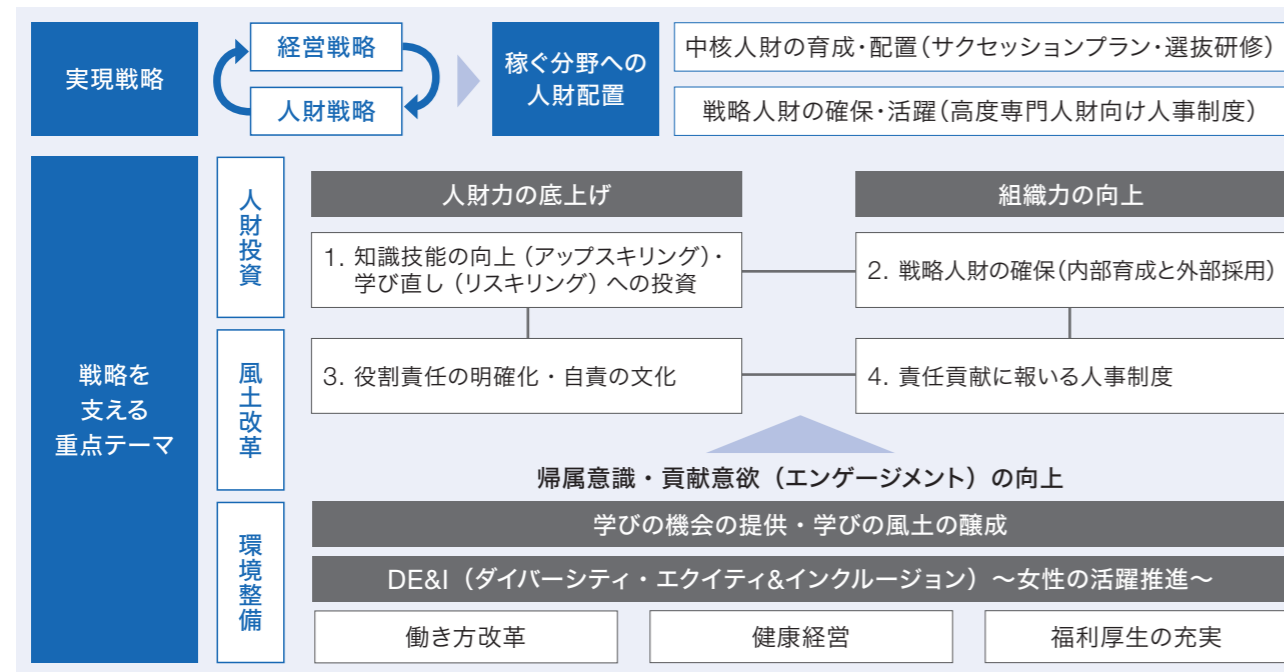 実現戦略
経営戦略
人財戦略
稼ぐ分野への
人財配置
中核人財の育成・配置(サクセッションプラン・選抜研修)
戦略人財の確保・活躍(高度専門人財向け人事制度)
戦略を
支える
重点テーマ
人財投資
人財力の底上げ
組織力の向上
1. 知識技能の向上(アップスキリング)・
学び直し(リスキリング)への投資
2. 戦略人財の確保(内部育成と外部採用)
風土改革
3. 役割責任の明確化・自責の文化
4. 責任貢献に報いる人事制度
帰属意識・貢献意欲(エンゲージメント)の向上
環境整備
学びの機会の提供・学びの風土の醸成
DE&I(ダイバーシティ・エクイティ&インクルージョン)~女性の活躍推進~
働き方改革
健康経営
福利厚生の充実